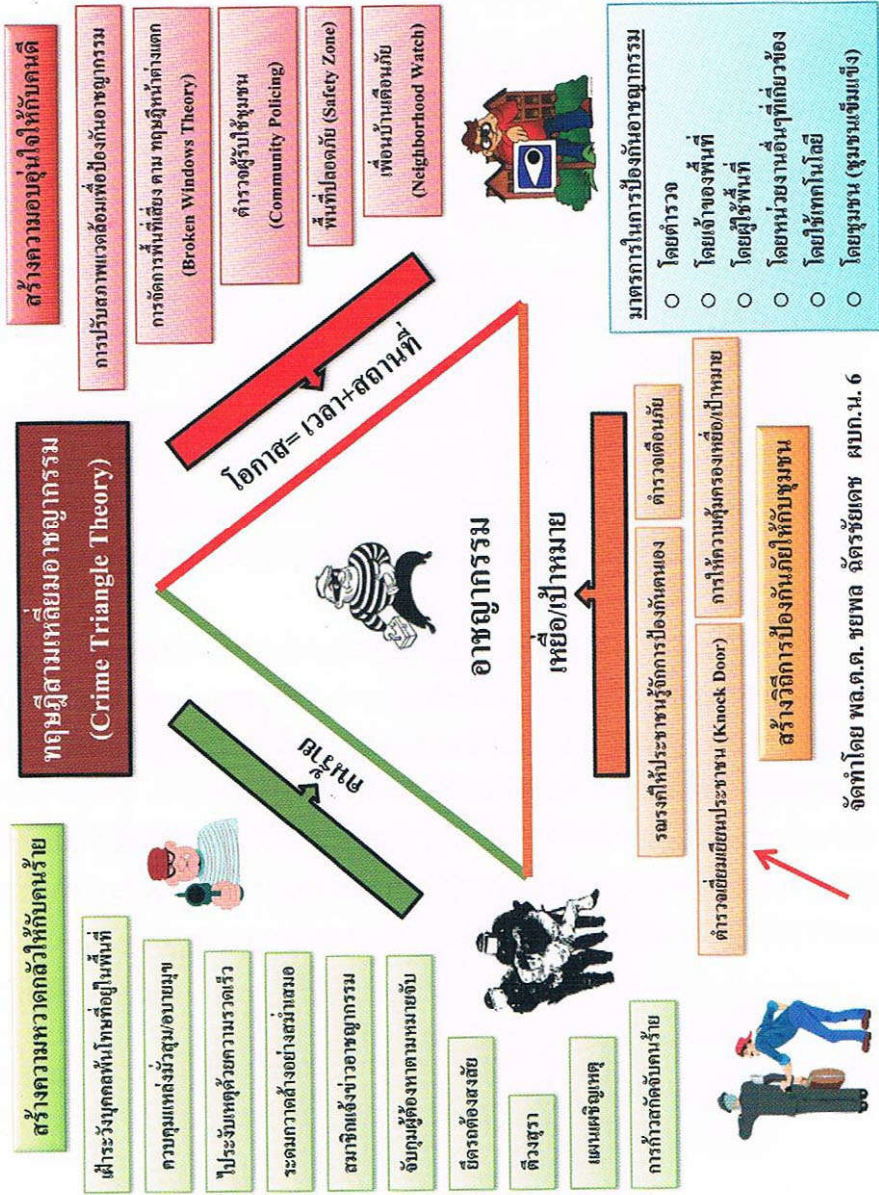 ทฤษฎีสามเหลี่ยมอาชญากรรม
(Crime Triangle Theory)
สร้างความหวาดกลัวให้กับคนร้าย
เฝ้าระวังบุคคลพ้นโทษที่อยู่ในพื้นที่
ควบคุมแหล่งมั่วสุม/อบายมุข
ไประงับเหตุด้วยความรวดเร็ว
ระดมกวาดล้างอย่างสม่ำเสมอ
สมาชิกแจ้งข่าวอาชญากรรม
จับกุมผู้ต้องหาตามหมายจับ
ยึดรถต้องสงสัย
ตีวงสุรา
แผนเผชิญเหตุ
การก้าวสกัดจับคนร้าย
คนร้าย
โอกาส= เวลา+สถานที่
อาชญากรรม
เหยื่อ/เป้าหมาย
สร้างความอบอุ่นใจให้กับคนดี
การปรับสภาพแวดล้อมเพื่อป้องกันอาชญากรรม
การจัดการพื้นที่เสี่ยง ตาม ทฤษฎีหน้าต่างแตก
(Broken Windows Theory)
ตำรวจผู้รับใช้ชุมชน
(Community Policing)
พื้นที่ปลอดภัย (Safety Zone)
เพื่อนบ้านเตือนภัย
(Neighborhood Watch)
รณรงค์ให้ประชาชนรู้จักการป้องกันตนเอง
ตำรวจเตือนภัย
ตำรวจเยี่ยมเยียนประชาชน (Knock Door)
การให้ความคุ้มครองเหยื่อ/เป้าหมาย
สร้างวิถีการป้องกันภัยให้กับชุมชน
มาตรการในการป้องกันอาชญากรรม
○ โดยตำรวจ
○ โดยเจ้าของพื้นที่
○ โดยผู้ใช้พื้นที่
○ โดยหน่วยงานอื่นๆที่เกี่ยวข้อง
○ โดยใช้เทคโนโลยี
○ โดยชุมชน (ชุมชนเข้มแข็ง)
จัดทำโดย พล.ต.ต. ชยพล ฉัตรชัยเดช ผบก.น. 6